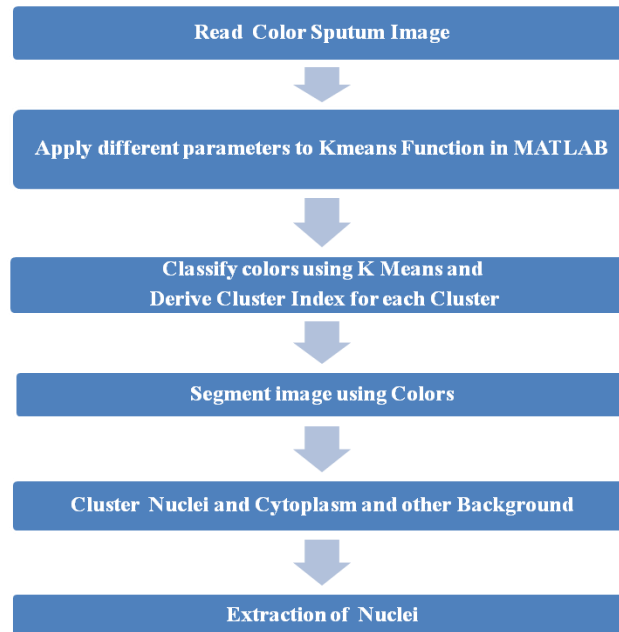 Read Color Sputum Image
Apply different parameters to Kmeans Function in MATLAB
Classify colors using K Means and
Derive Cluster Index for each Cluster
Segment image using Colors
Cluster Nuclei and Cytoplasm and other Background
Extraction of Nuclei